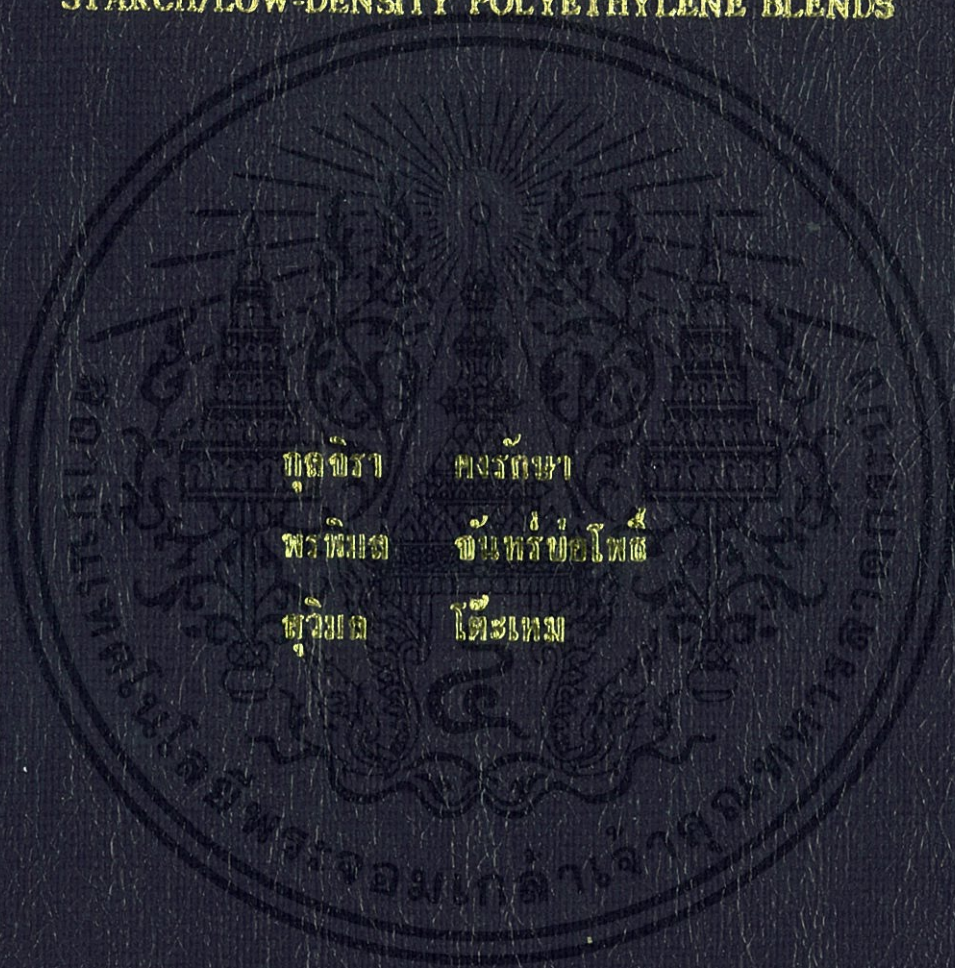 STARCH/LOW-DENSITY POLYETHYLENE BLENDS
กุลจิรา คงรักษา
พรพิมล จันทร์บ่อโพธิ์
สุวิมล โต๊ะเหม
สถาบันเทคโนโลยีพระจอมเกล้าเจ้าคุณทหารลาดกระบัง